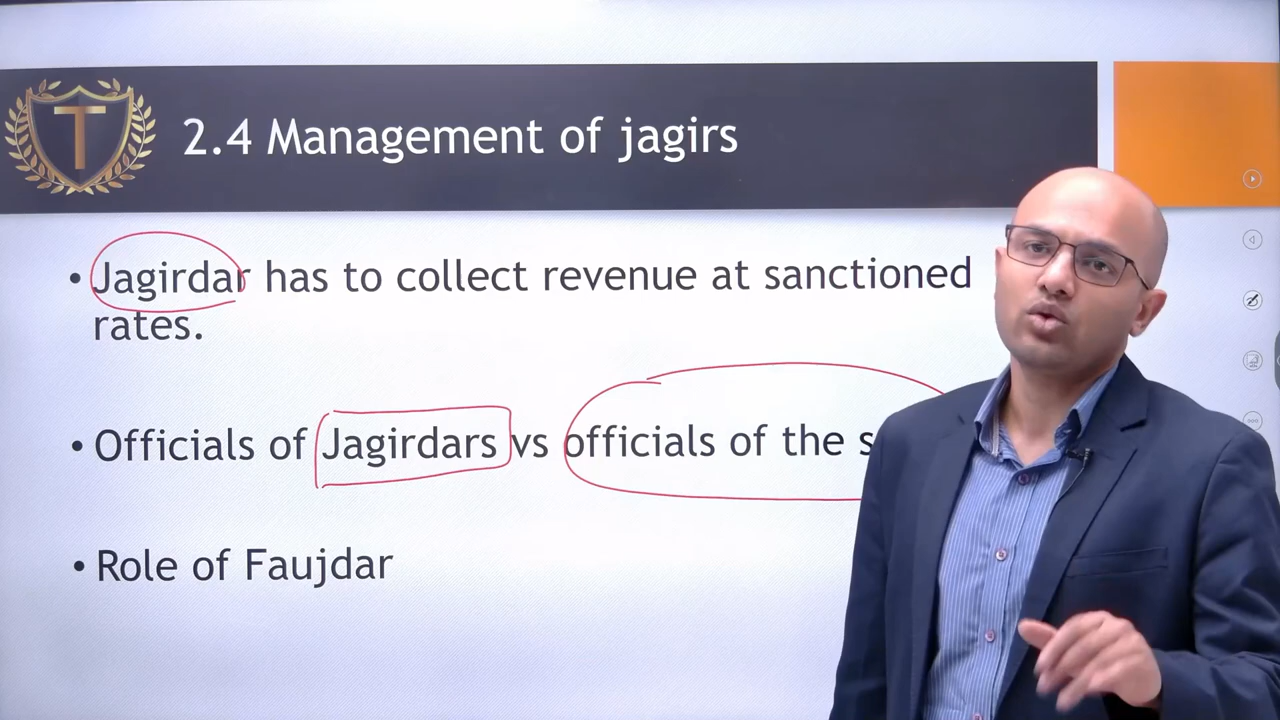 T
2.4 Management of jagirs
• Jagirdar has to collect revenue at sanctioned
rates.
• Officials of Jagirdars vs officials of the
• Role of Faujdar